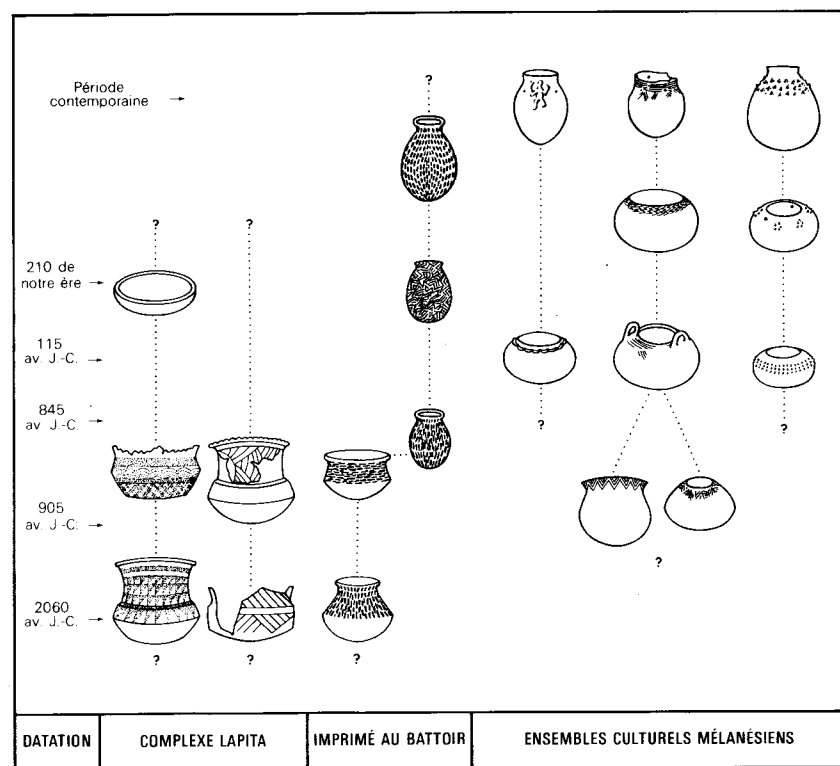 Période
contemporaine
?
?
?
210 de
notre ère
115
av. J.-C.
845
av. J.-C.
?
?
905
av. J.-C.
?
2060
av. J.-C.
?
?
?
DATATION
COMPLEXE LAPITA
IMPRIMÉ AU BATTOIR
ENSEMBLES CULTURELS MÉLANÉSIENS